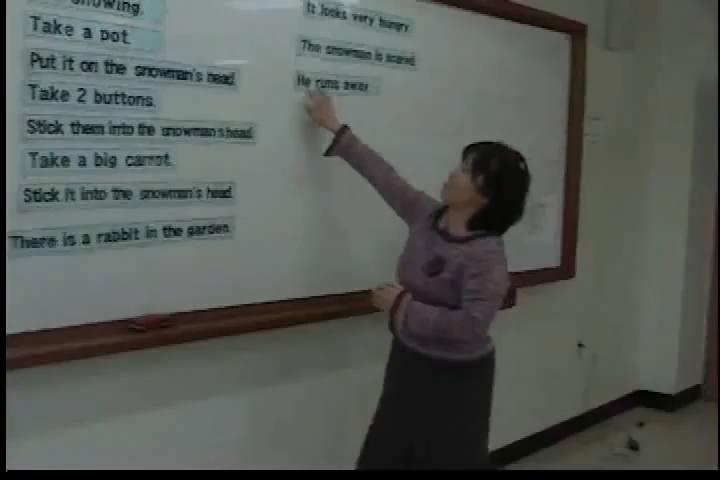 snowing.
Take a pot.
Put it on the snowman's head.
Take 2 buttons.
Stick them into the snowman's head.
Take a big carrot.
Stick it into the snowman's head.
There is a rabbit in the garden.
It looks very hungry.
The snowman is scared.
He runs away.